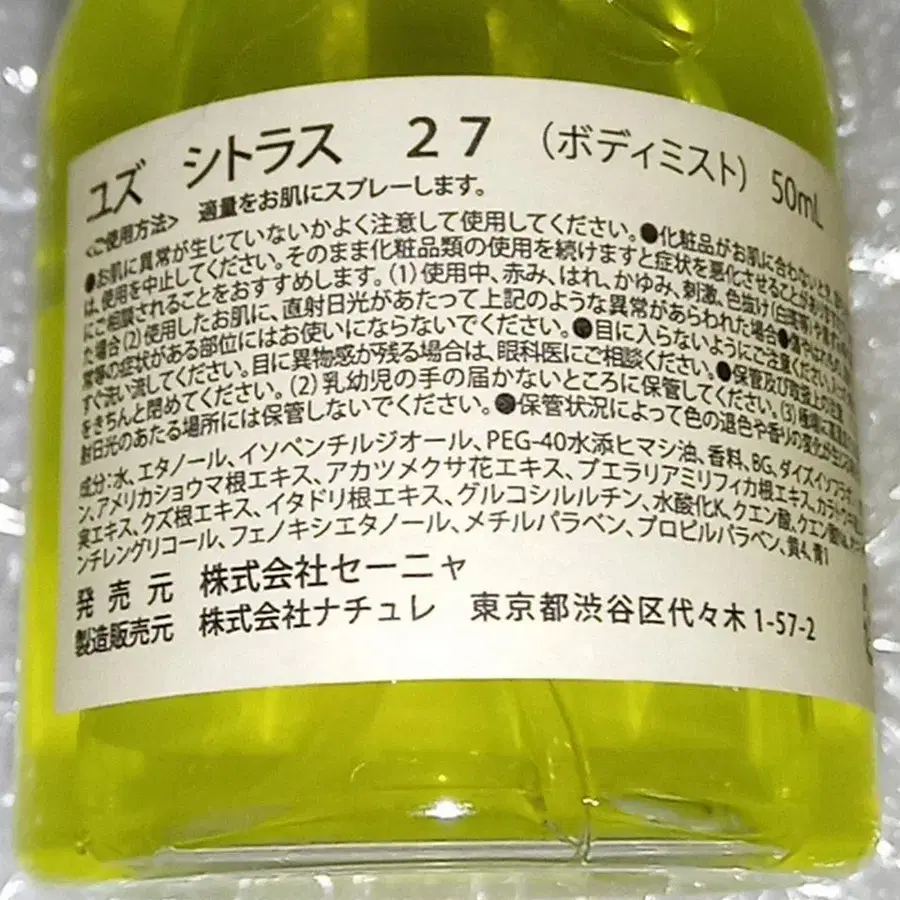 ユズ シトラス 27 (ボディミスト) 50mL
<ご使用方法> 適量をお肌にスプレーします。
●お肌に異常が生じていないかよく注意して使用してください。●化粧品がお肌に合わないとき
は、使用を中止してください。そのまま化粧品類の使用を続けますと症状を悪化させることが
にご相談されることをおすすめします。(1)使用中、赤み、はれ、かゆみ、刺激、色抜け(白斑等)や
た場合(2)使用したお肌に、直射日光があたって上記のような異常があらわれた場合●
常等の症状がある部位にはお使いにならないでください。●目に入らないようにご注意ください。
すぐ洗い流してください。目に異物感が残る場合は、眼科医にご相談ください。●保管及び取扱上の注意
をきちんと閉めてください。(2)乳幼児の手の届かないところに保管してください。(3)
射日光のあたる場所には保管しないでください。●保管状況によって色の退色や香りの変化が
成分:水、エタノール、イソペンチルジオール、PEG-40水添ヒマシ油、香料、BG、ダイズイソフラボ
ン、アメリカショウマ根エキス、アカツメクサ花エキス、プエラリアミリフィカ根エキス、
実エキス、クズ根エキス、イタドリ根エキス、グルコシルルチン、水酸化K、クエン酸、クエン酸
ンチレングリコール、フェノキシエタノール、メチルパラベン、プロピルパラベン、黄4、青1
発売元 株式会社セーニャ
製造販売元 株式会社ナチュレ 東京都渋谷区代々木1-57-2